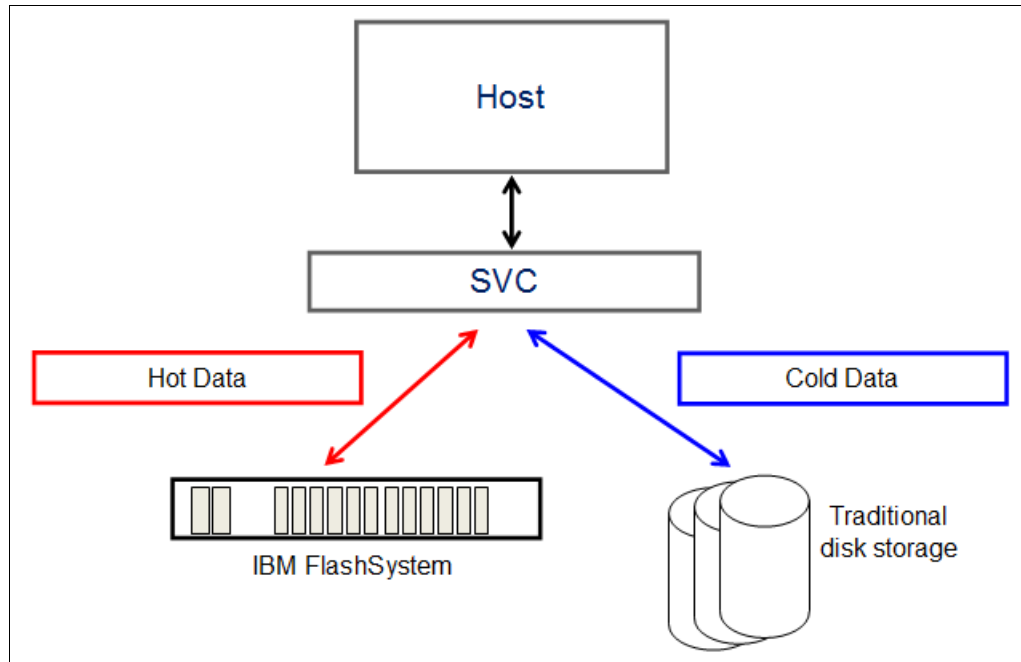 Host
SVC
Hot Data
Cold Data
IBM FlashSystem
Traditional
disk storage